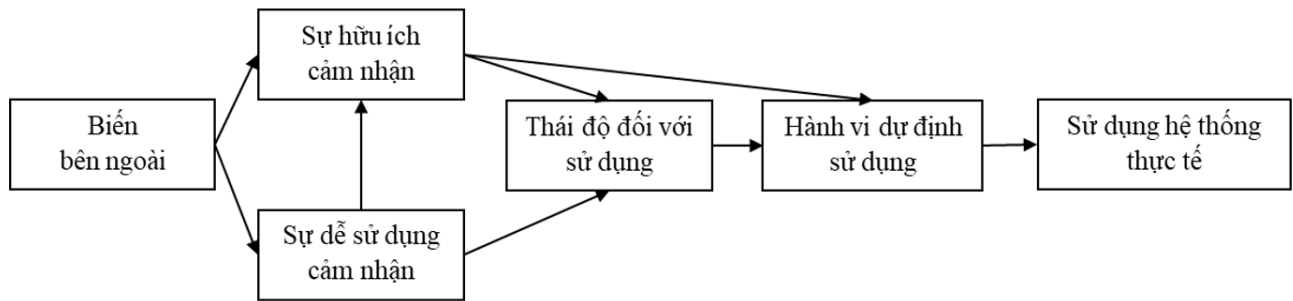 Sự hữu ích
cảm nhận
Biến
bên ngoài
Thái độ đối với
sử dụng
Hành vi dự định
sử dụng
Sử dụng hệ thống
thực tế
Sự dễ sử dụng
cảm nhận